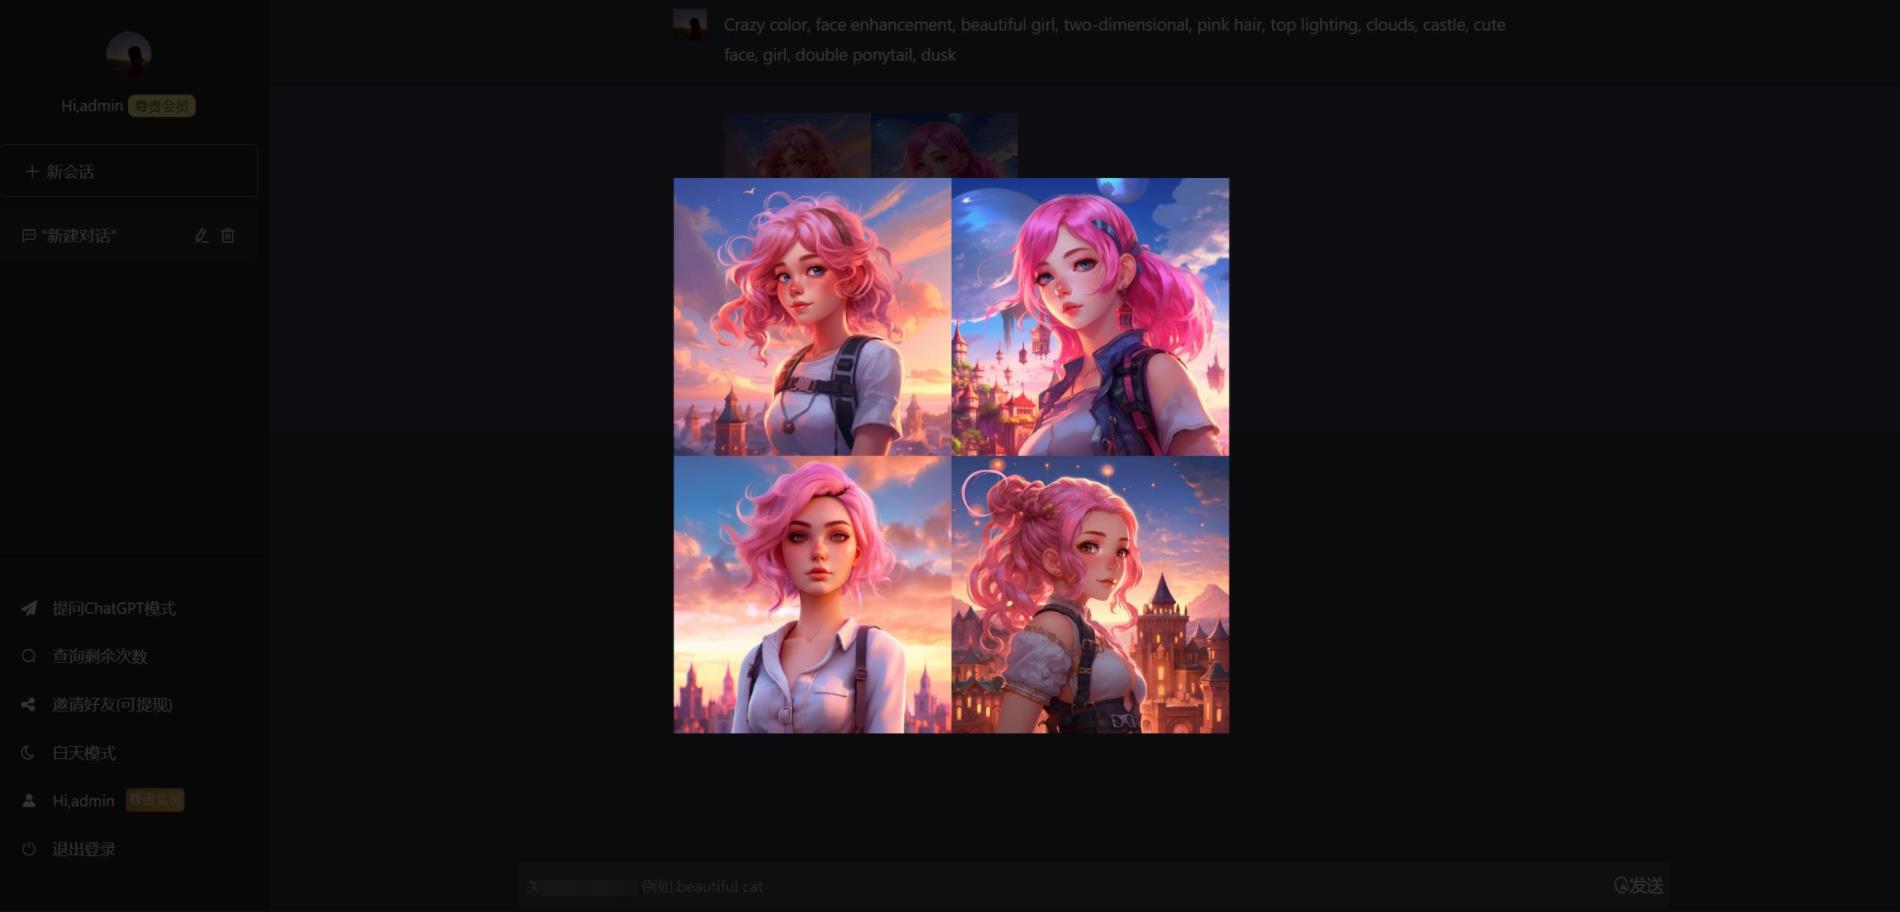 Hi,admin 尊贵会员
新会话
"新建对话"
提问ChatGPT模式
查询剩余次数
邀请好友(可提现)
白天模式
Hi,admin 尊贵会员
退出登录
Crazy color, face enhancement, beautiful girl, two-dimensional, pink hair, top lighting, clouds, castle, cute
face, girl, double ponytail, dusk
例如:beautiful cat
发送